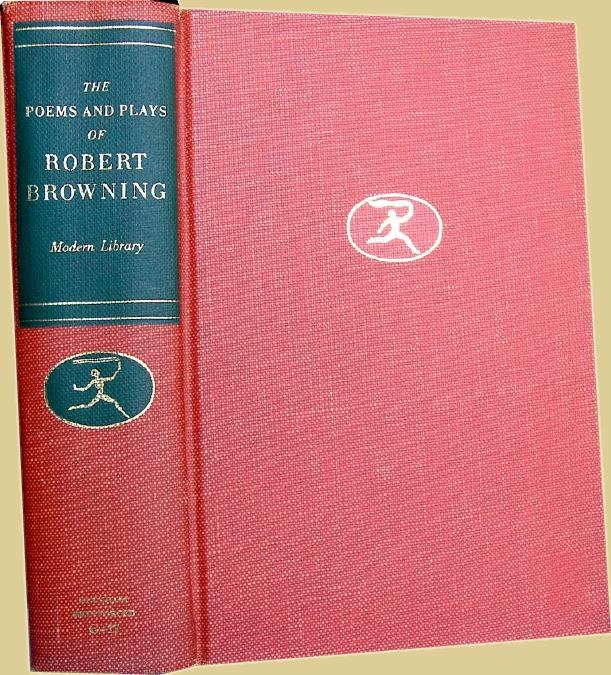 THE
POEMS AND PLAYS
OF
ROBERT
BROWNING
Modern Library